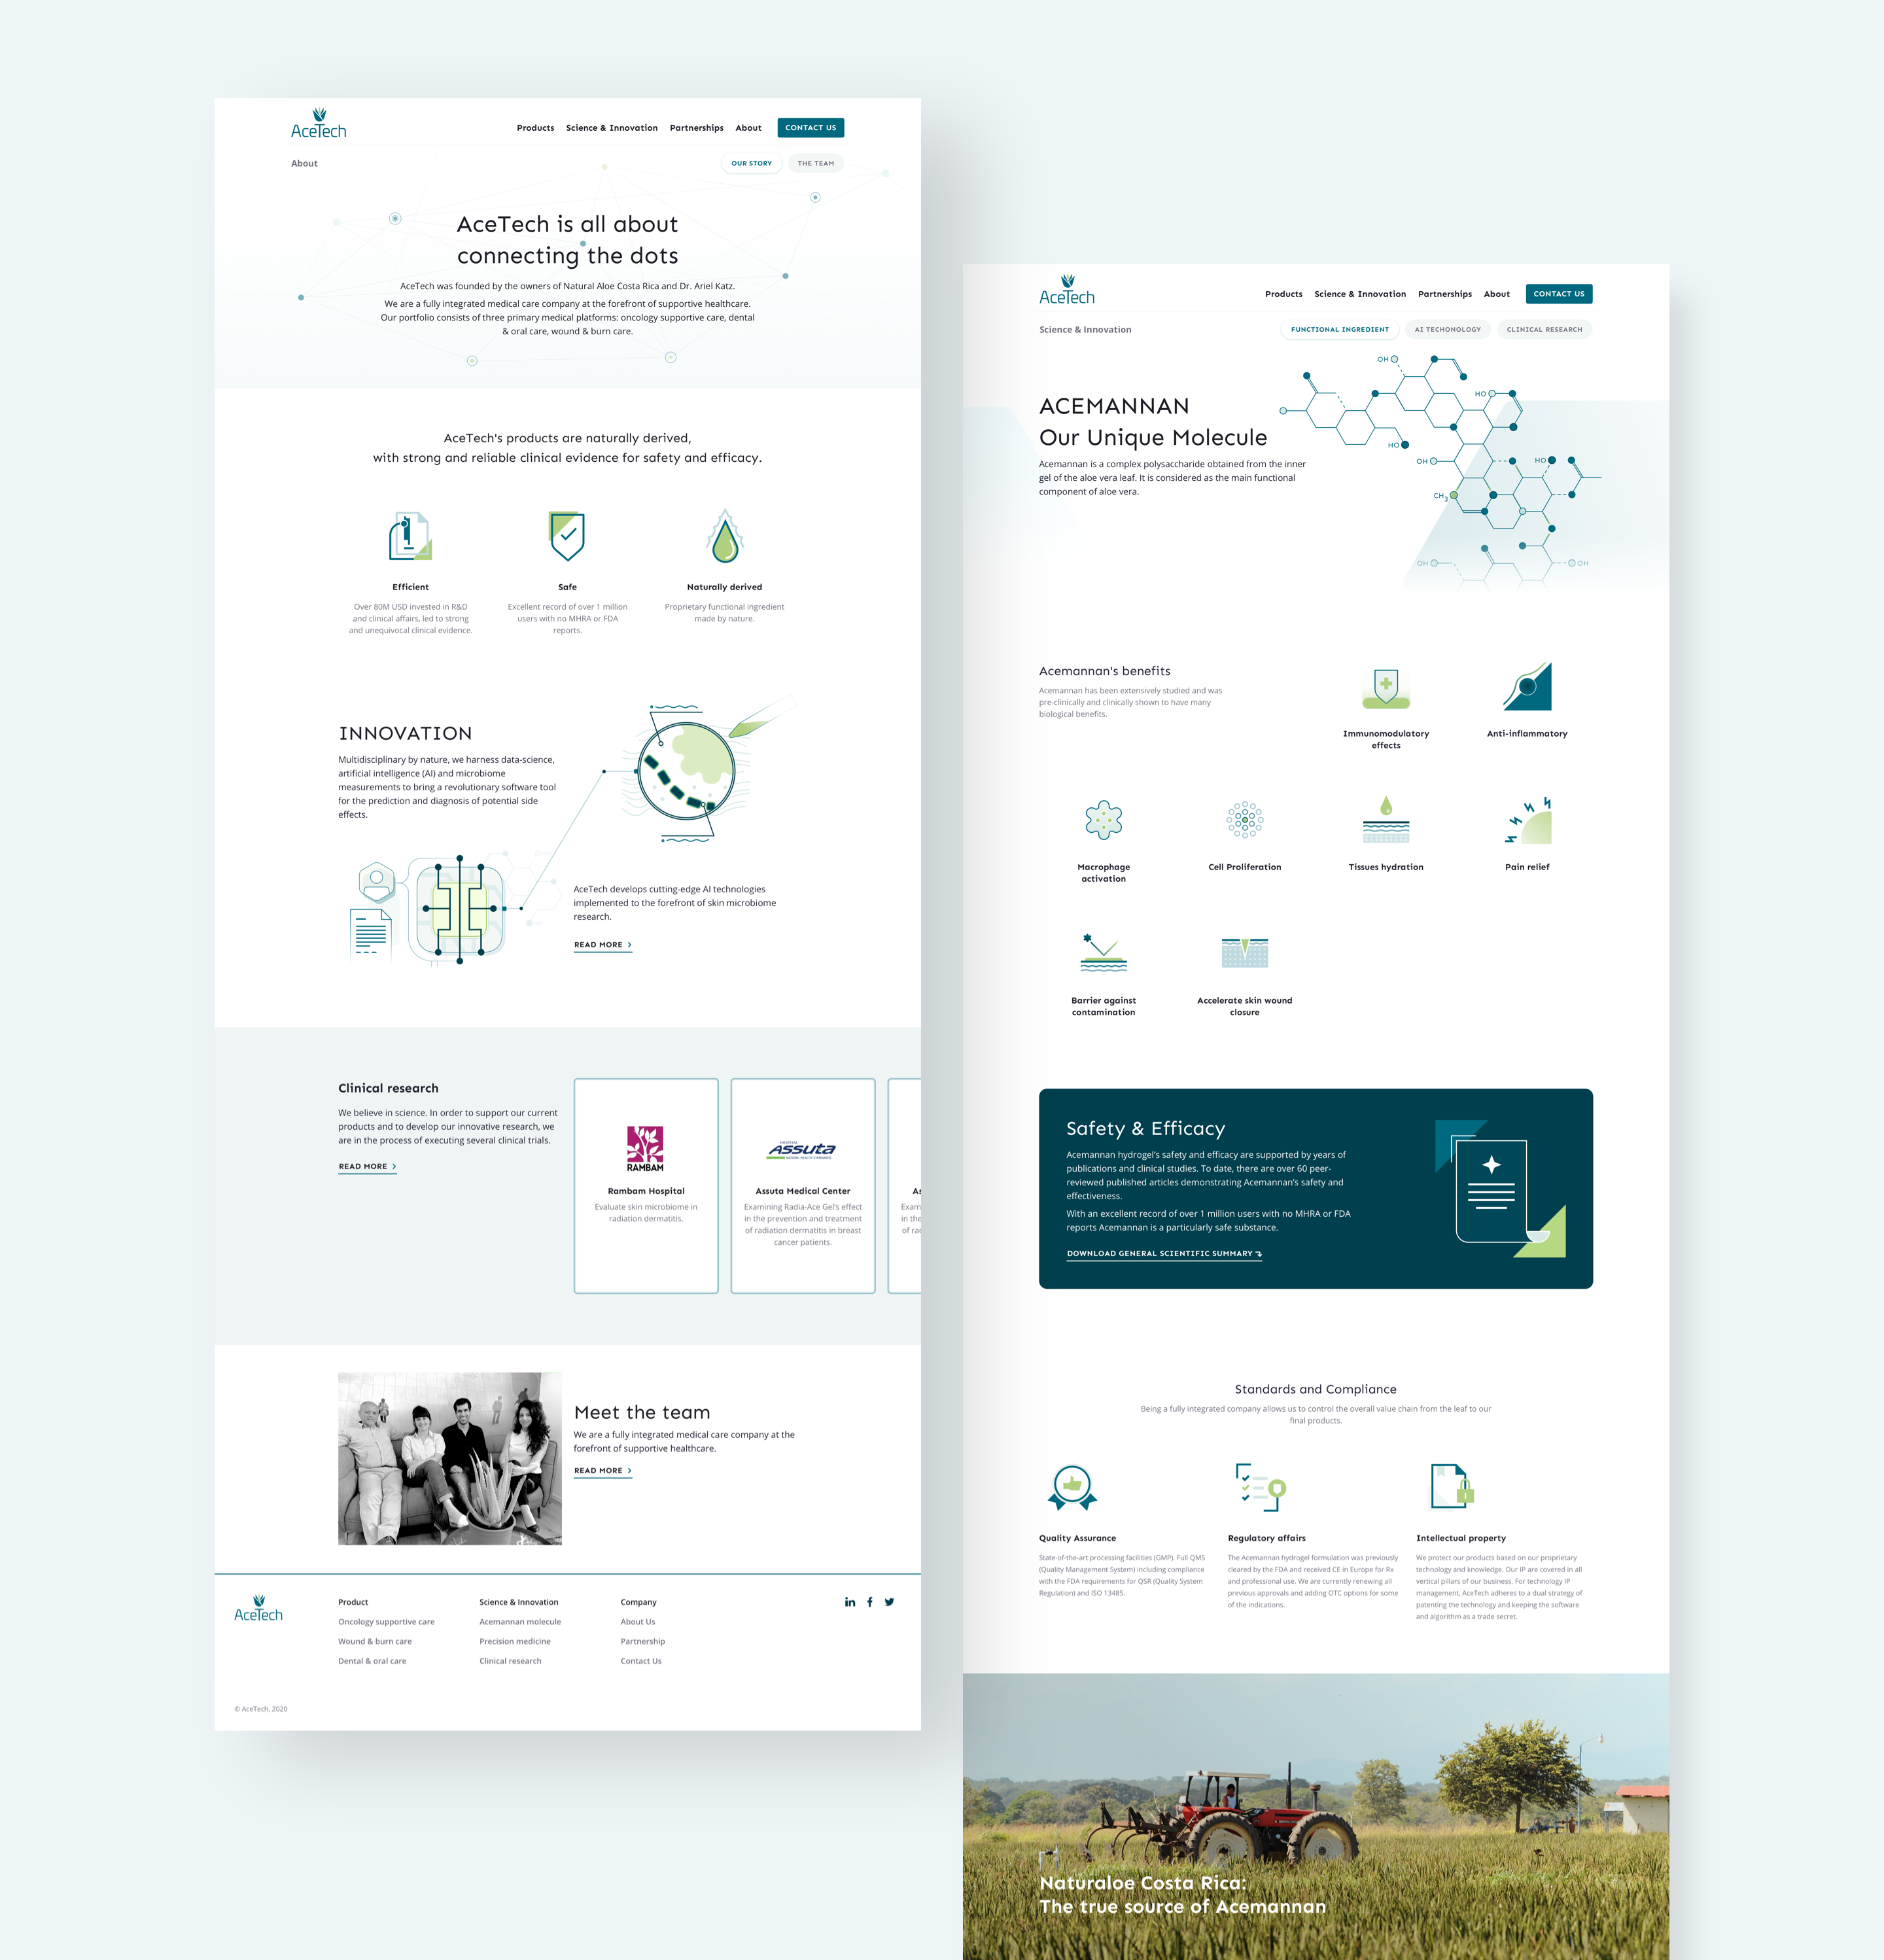 AceTech
Products Science & Innovation Partnerships About CONTACT US
About
OUR STORY THE TEAM
AceTech is all about
connecting the dots
AceTech was founded by the owners of Natural Aloe Costa Rica and Dr. Ariel Katz.
We are a fully integrated medical care company at the forefront of supportive healthcare.
Our portfolio consists of three primary medical platforms: oncology supportive care, dental
& oral care, wound & burn care.
AceTech's products are naturally derived,
with strong and reliable clinical evidence for safety and efficacy.
Efficient
Over 80M USD invested in R&D
and clinical affairs, led to strong
and unequivocal clinical evidence.
Safe
Excellent record of over 1 million
users with no MHRA or FDA
reports.
Naturally derived
Proprietary functional ingredient
made by nature.
INNOVATION
Multidisciplinary by nature, we harness data-science,
artificial intelligence (AI) and microbiome
measurements to bring a revolutionary software tool
for the prediction and diagnosis of potential side
effects.
AceTech develops cutting-edge AI technologies
implemented to the forefront of skin microbiome
research.
READ MORE >
Clinical research
We believe in science. In order to support our current
products and to develop our innovative research, we
are in the process of executing several clinical trials.
READ MORE >
RAMBAM
Rambam Hospital
Evaluate skin microbiome in
radiation dermatitis.
HOSPITAL
Assuta
Assuta Medical Center
Examining Radia-Ace Gel's effect
in the prevention and treatment
of radiation dermatitis in breast
cancer patients.
As
Exam
in the
of rad
Meet the team
We are a fully integrated medical care company at the
forefront of supportive healthcare.
READ MORE >
AceTech
Product
Oncology supportive care
Wound & burn care
Dental & oral care
Science & Innovation
Acemannan molecule
Precision medicine
Clinical research
Company
About Us
Partnership
Contact Us
in f
© AceTech, 2020
AceTech
Products Science & Innovation Partnerships About CONTACT US
Science & Innovation
FUNCTIONAL INGREDIENT AI TECHONOLOGY CLINICAL RESEARCH
ACEMANNAN
Our Unique Molecule
Acemannan is a complex polysaccharide obtained from the inner
gel of the aloe vera leaf. It is considered as the main functional
component of aloe vera.
OH
HO
HO
OH
HO
CH3
OH
OH
Acemannan's benefits
Acemannan has been extensively studied and was
pre-clinically and clinically shown to have many
biological benefits.
Immunomodulatory
effects
Anti-inflammatory
Macrophage
activation
Cell Proliferation
Tissues hydration
Pain relief
Barrier against
contamination
Accelerate skin wound
closure
Safety & Efficacy
Acemannan hydrogel's safety and efficacy are supported by years of
publications and clinical studies. To date, there are over 60 peer-
reviewed published articles demonstrating Acemannan's safety and
effectiveness.
With an excellent record of over 1 million users with no MHRA or FDA
reports Acemannan is a particularly safe substance.
DOWNLOAD GENERAL SCIENTIFIC SUMMARY
Standards and Compliance
Being a fully integrated company allows us to control the overall value chain from the leaf to our
final products.
Quality Assurance
State-of-the-art processing facilities (GMP). Full QMS
(Quality Management System) including compliance
with the FDA requirements for QSR (Quality System
Regulation) and ISO 13485.
Regulatory affairs
The Acemannan hydrogel formulation was previously
cleared by the FDA and received CE in Europe for Rx
and professional use. We are currently renewing all
previous approvals and adding OTC options for some
of the indications.
Intellectual property
We protect our products based on our proprietary
technology and knowledge. Our IP are covered in all
vertical pillars of our business. For technology IP
management, AceTech adheres to a dual strategy of
patenting the technology and keeping the software
and algorithm as a trade secret.
Naturaloe Costa Rica:
The true source of Acemannan